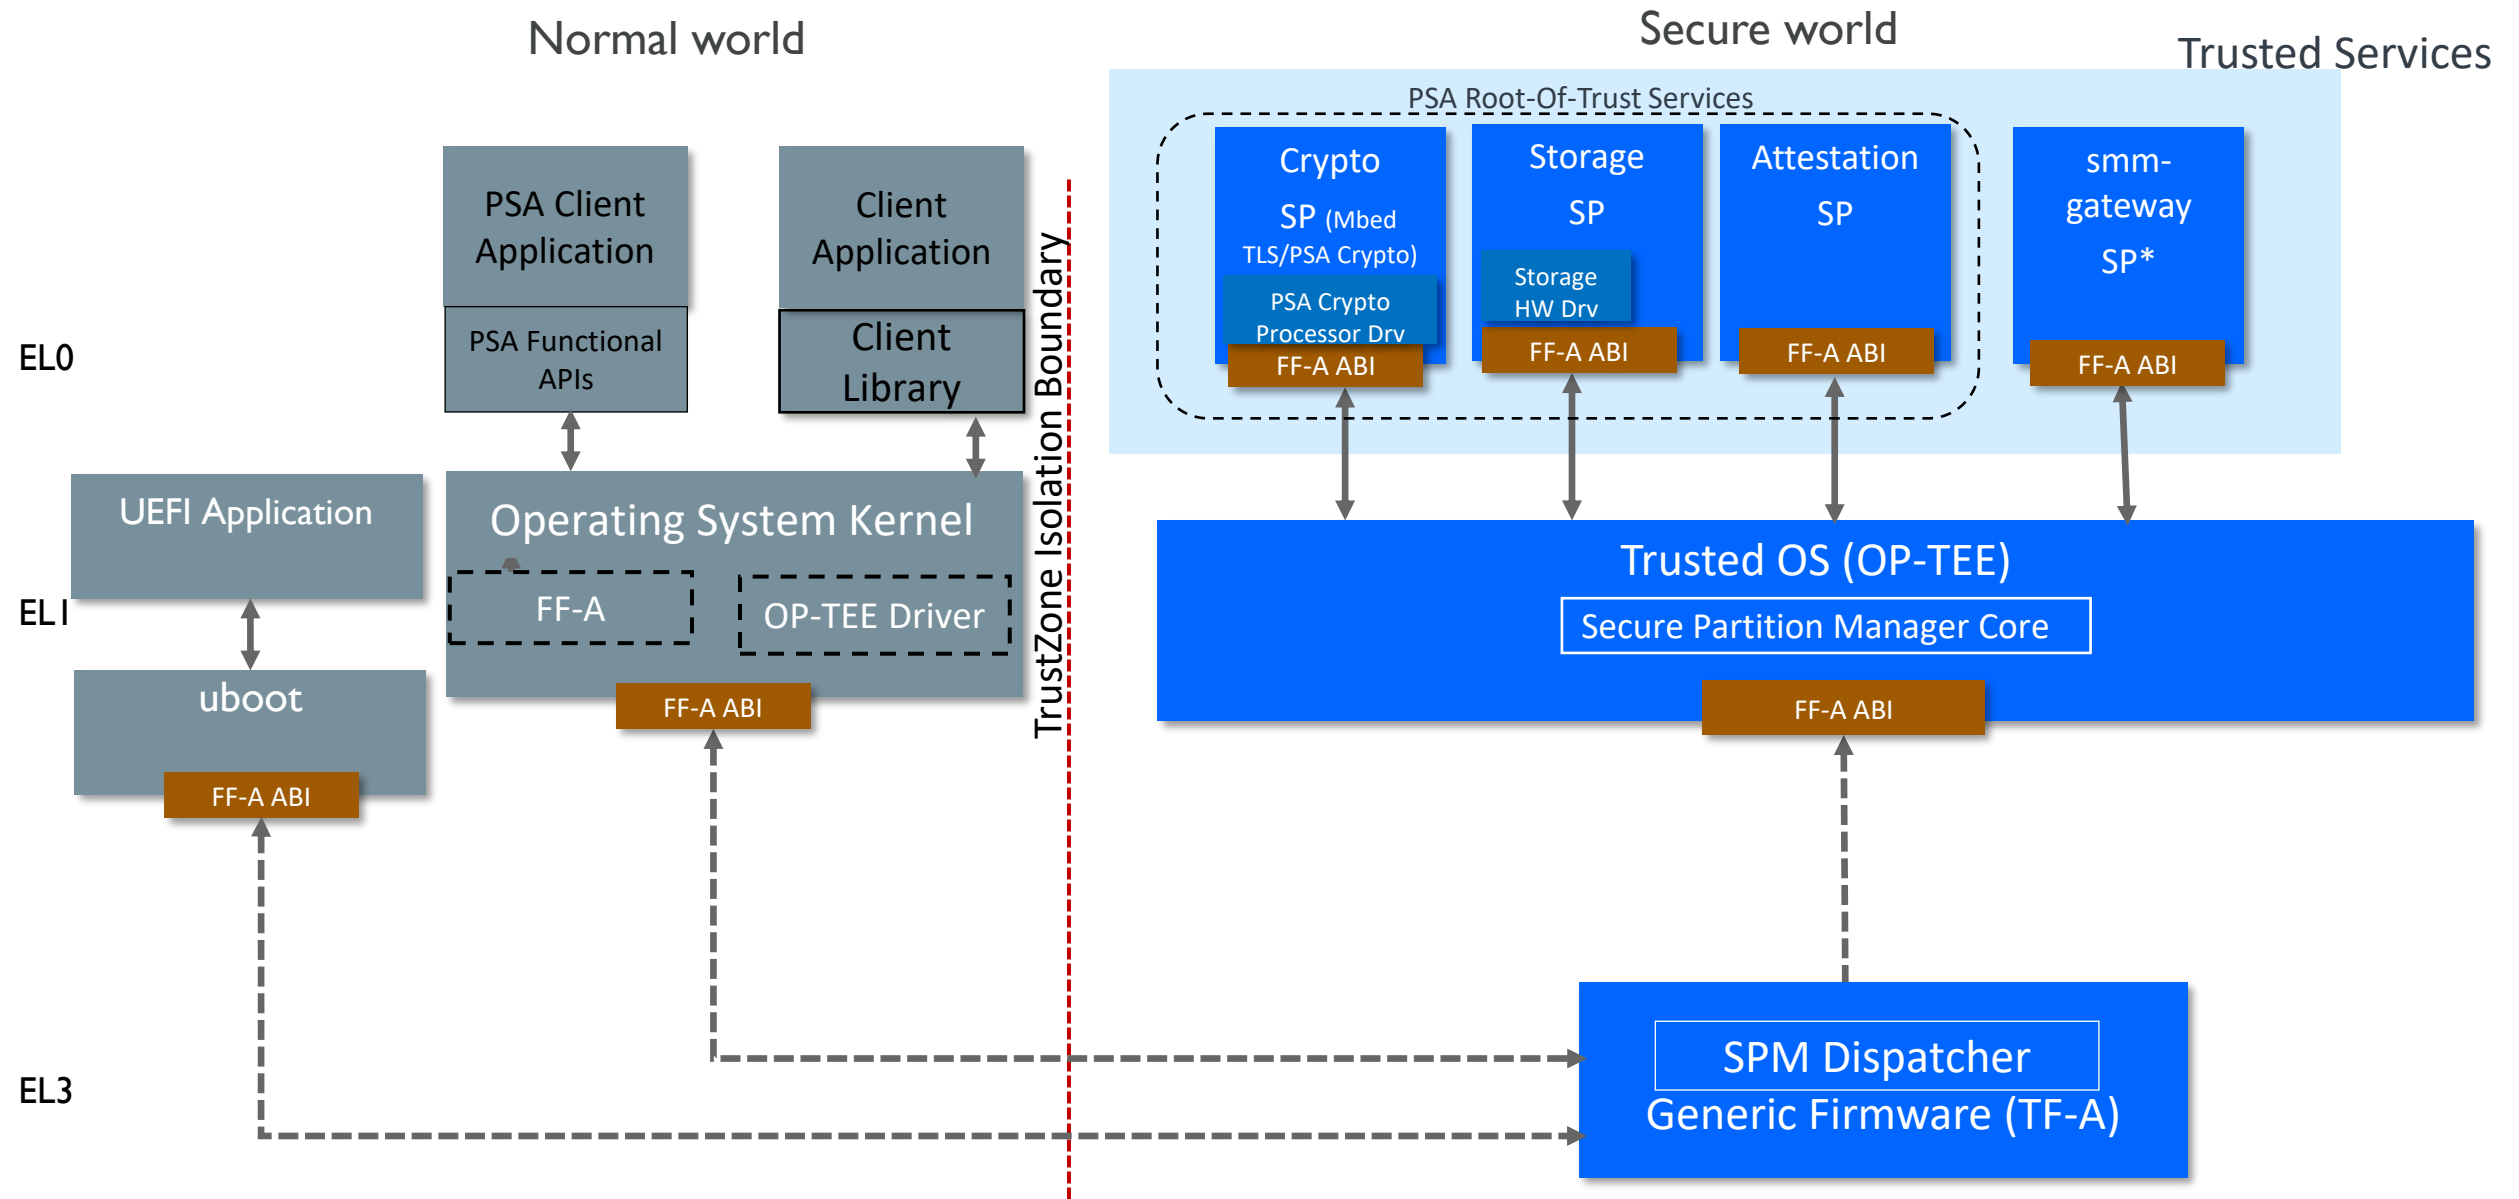 Normal world
Secure world
Trusted Services
PSA Root-Of-Trust Services
PSA Client
Application
PSA Functional
APIs
Client
Application
Client
Library
TrustZone Isolation Boundary
Crypto
SP (Mbed
TLS/PSA Crypto)
PSA Crypto
Processor Drv
FF-A ABI
Storage
SP
Storage
HW Drv
FF-A ABI
Attestation
SP
FF-A ABI
smm-
gateway
SP*
FF-A ABI
EL0
UEFI Application
Operating System Kernel
FF-A
OP-TEE Driver
FF-A ABI
EL1
uboot
FF-A ABI
Trusted OS (OP-TEE)
Secure Partition Manager Core
FF-A ABI
EL3
SPM Dispatcher
Generic Firmware (TF-A)